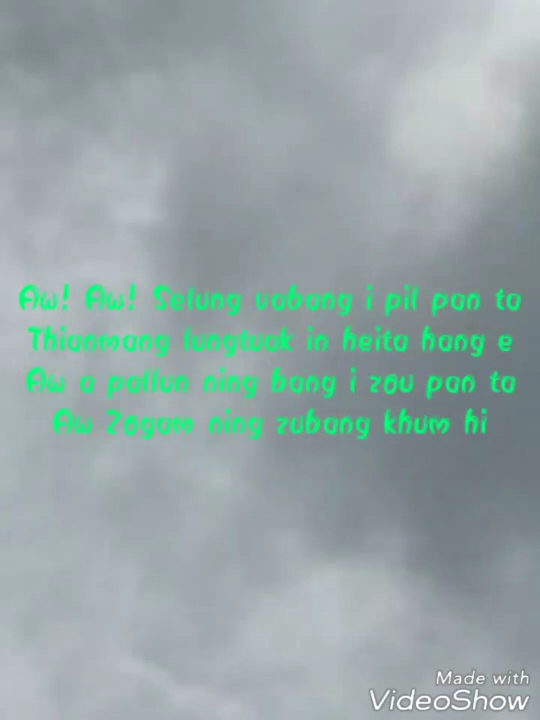 Aw! Aw! Selung vabang i pil pan ta
Thianmang lungtuak in heita hang e
Aw a pallun ning bang i zou pan ta
Aw Zogam ning zubang khum hi
Made with
VideoShow